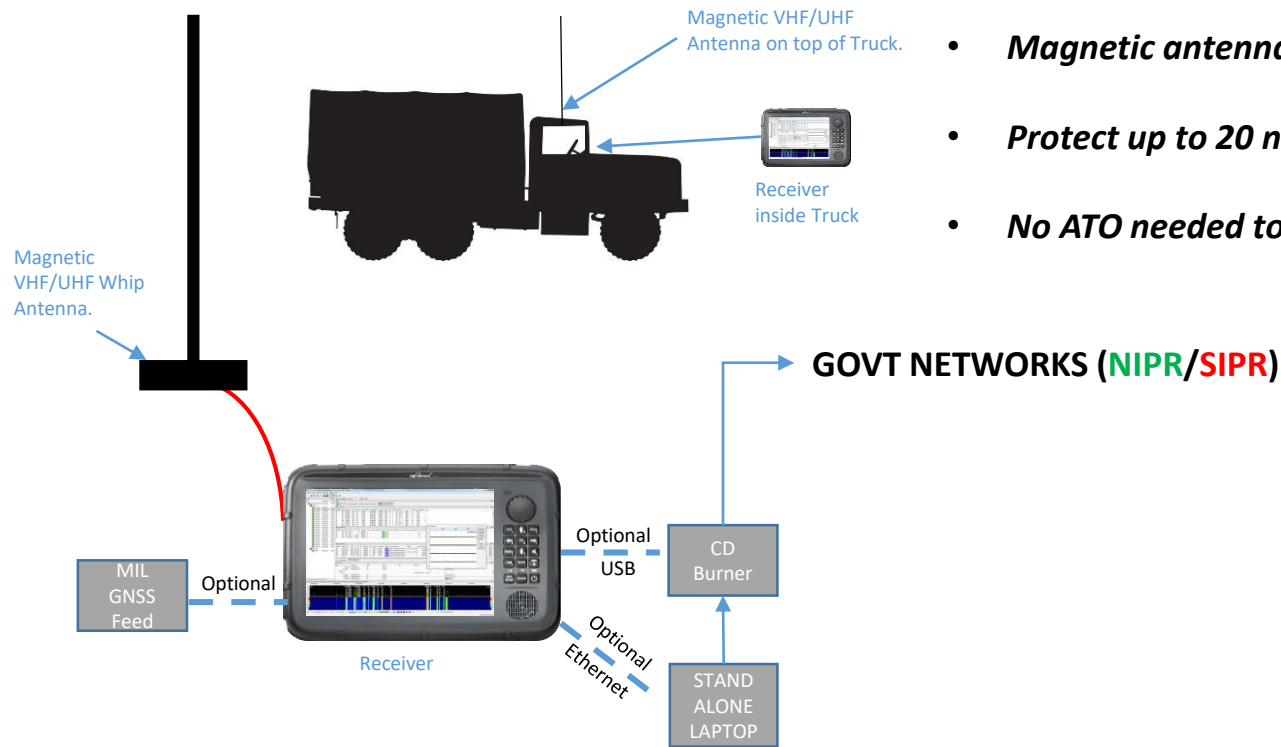 Magnetic VHF/UHF
Antenna on top of Truck.
• Magnetic antenna
• Protect up to 20 n
• No ATO needed to
Receiver
inside Truck
Magnetic
VHF/UHF Whip
Antenna.
GOVT NETWORKS (NIPR/SIPR)
Optional
USB
CD
Burner
MIL
GNSS
Feed
Optional
Receiver
Optional
Ethernet
STAND
ALONE
LAPTOP